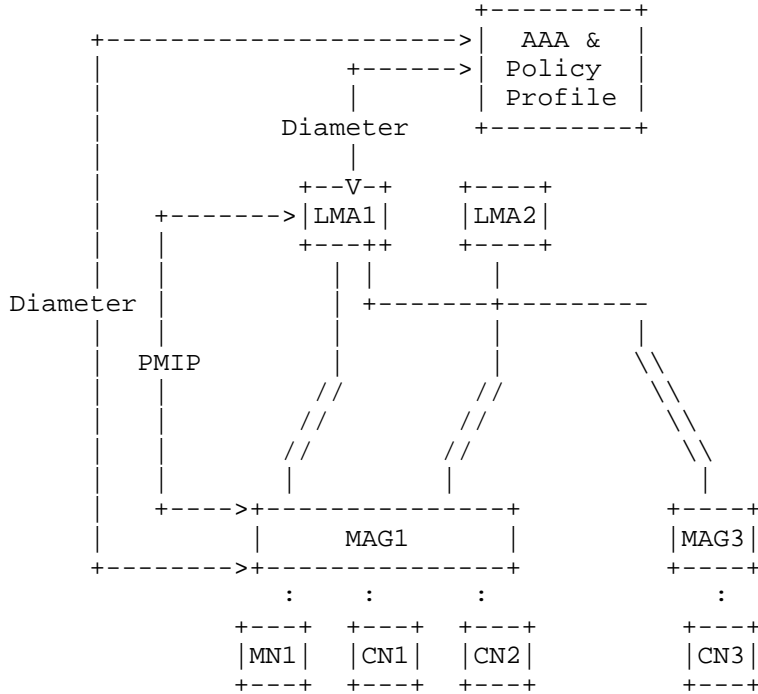 AAA &
Policy
Profile
Diameter
LMA1 LMA2
Diameter
PMIP
MAG1 MAG3
MN1 CN1 CN2 CN3